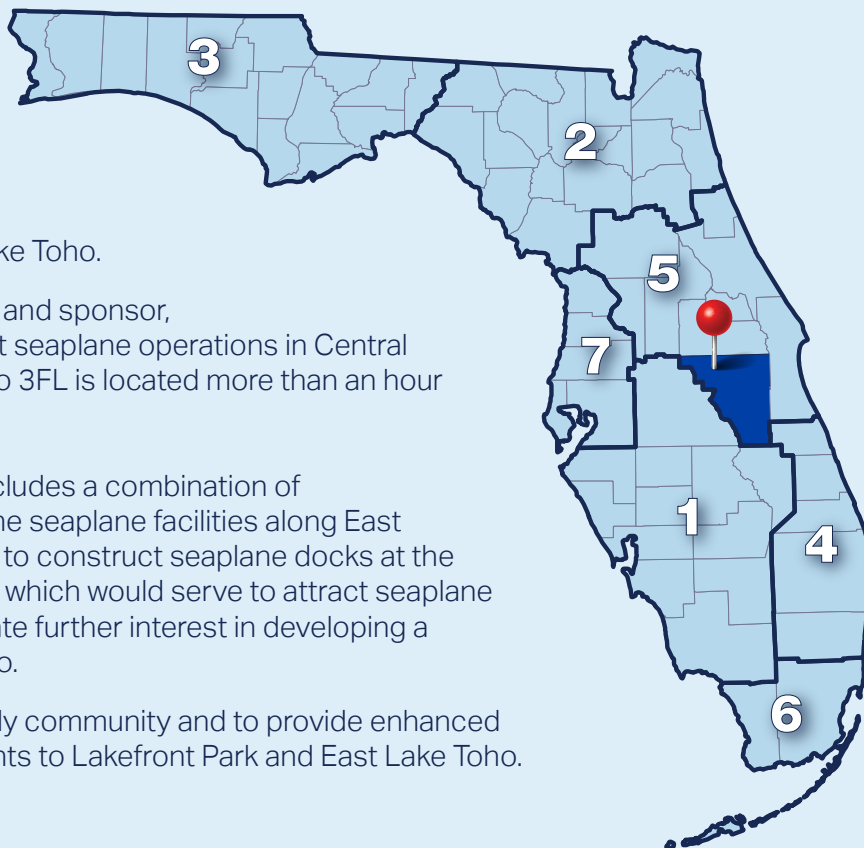 3
2
ke Toho.
5
and sponsor,
t seaplane operations in Central
7
o 3FL is located more than an hour
cludes a combination of
ne seaplane facilities along East
1
to construct seaplane docks at the
4
which would serve to attract seaplane
ate further interest in developing a
o.
6
ly community and to provide enhanced
nts to Lakefront Park and East Lake Toho.